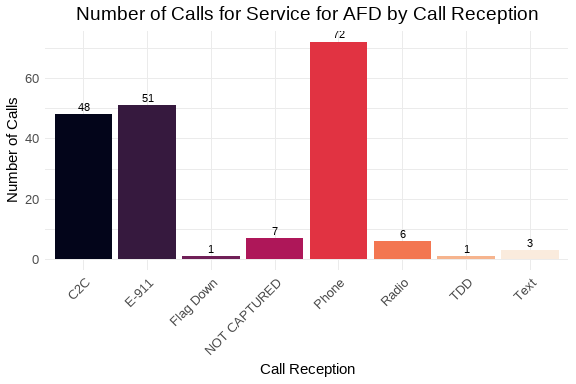 Number of Calls for Service for AFD by Call Reception
Number of Calls
60
40
20
0
48
51
1
7
72
6
1
3
C2C
E-911
Flag Down
NOT CAPTURED
Phone
Radio
TDD
Text
Call Reception